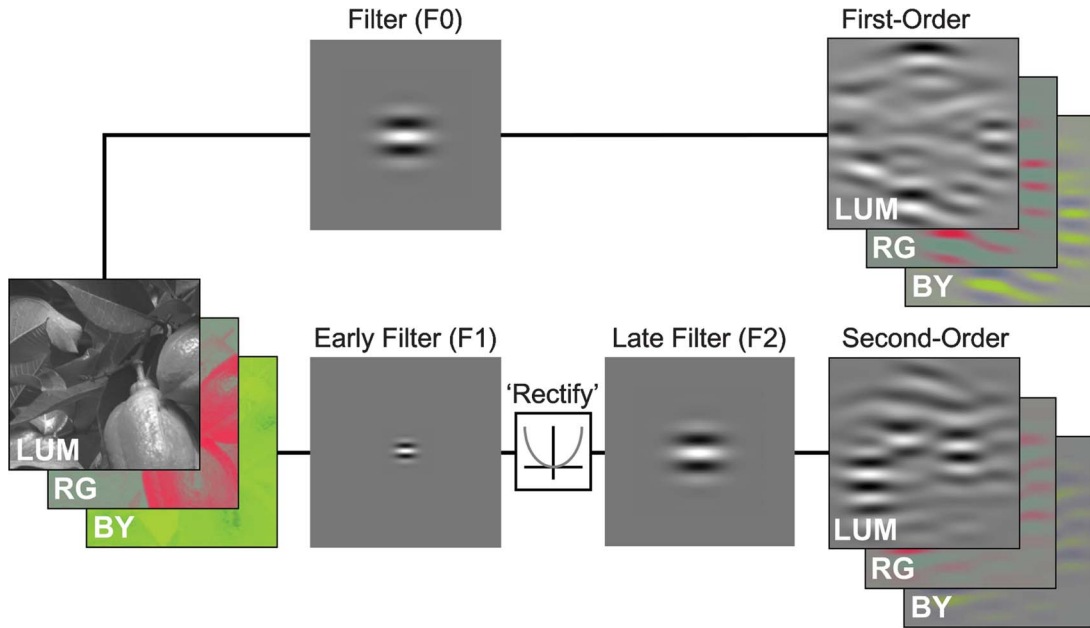 Filter (F0)
First-Order
LUM
RG
BY
LUM
RG
BY
Early Filter (F1)
'Rectify'
Late Filter (F2)
Second-Order
LUM
RG
BY